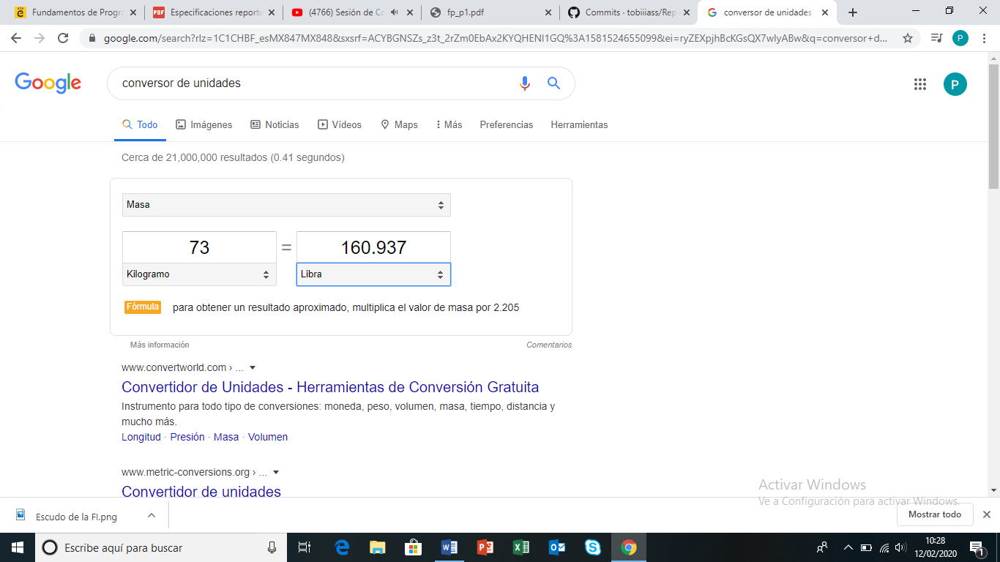 Fundamentos de Progra
Especificaciones reporte
(4766) Sesión de Co
fp_p1.pdf
Commits · tobiiiass/Rep
conversor de unidades
google.com/search?rlz=1C1CHBF_esMX847MX848&sxsrf=ACYBGNSZs_z3t_2rZm0EbAx2KYQHENI1GQ%3A1581524655099&ei=ryZEXpjhBcKGsQX7wIyABw&q=conversor+d...
P
Google
conversor de unidades
P
Todo
Imágenes
Noticias
Vídeos
Maps
Más
Preferencias
Herramientas
Cerca de 21,000,000 resultados (0.41 segundos)
Masa
73 = 160.937
Kilogramo
Libra
Fórmula para obtener un resultado aproximado, multiplica el valor de masa por 2.205
Más información
Comentarios
www.convertworld.com › ...
Convertidor de Unidades - Herramientas de Conversión Gratuita
Instrumento para todo tipo de conversiones: moneda, peso, volumen, masa, tiempo, distancia y
mucho más.
Longitud · Presión · Masa · Volumen
www.metric-conversions.org › ...
Convertidor de unidades
Activar Windows
Ve a Configuración para activar Windows.
Escudo de la FI.png
Mostrar todo
Escribe aquí para buscar
10:28
12/02/2020
1